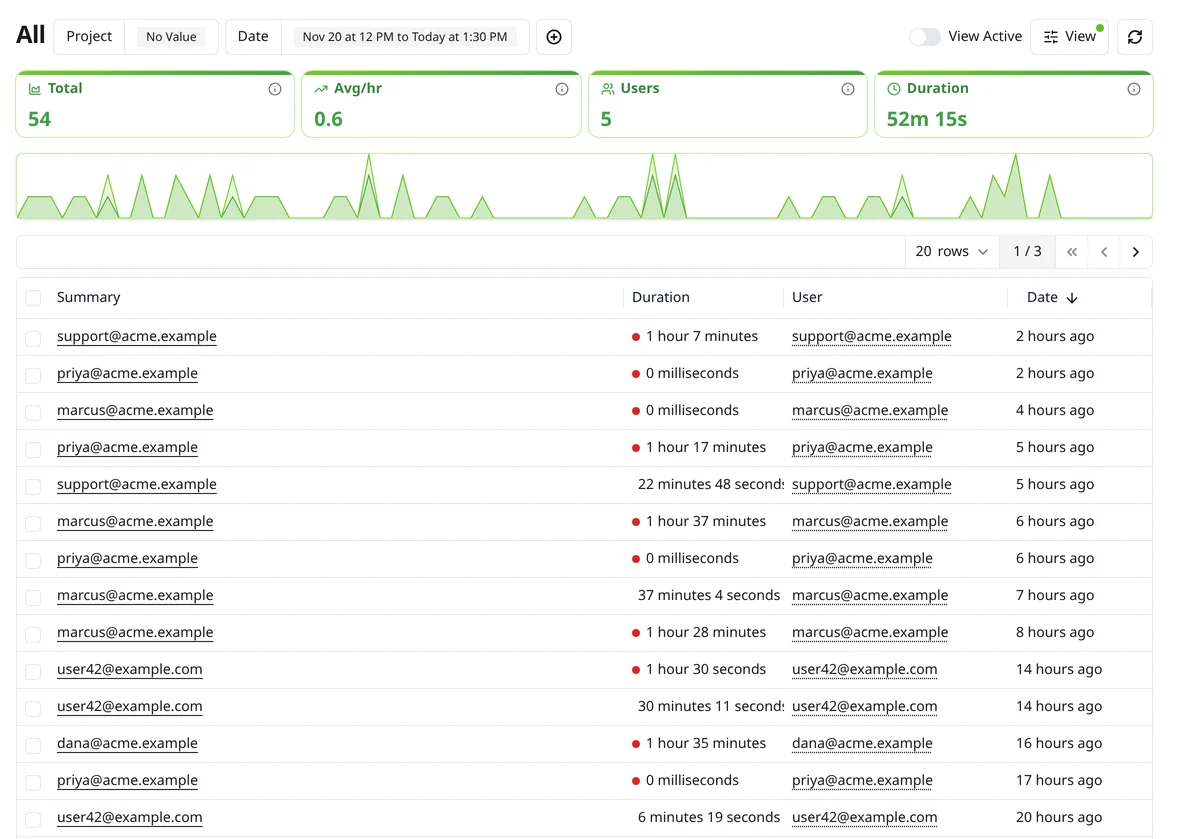 All Project No Value Date Nov 20 at 12 PM to Today at 1:30 PM View Active View
Total Avg/hr Users Duration
54 0.6 5 52m 15s
20 rows 1 / 3
Summary Duration User Date
support@acme.example 1 hour 7 minutes support@acme.example 2 hours ago
priya@acme.example 0 milliseconds priya@acme.example 2 hours ago
marcus@acme.example 0 milliseconds marcus@acme.example 4 hours ago
priya@acme.example 1 hour 17 minutes priya@acme.example 5 hours ago
support@acme.example 22 minutes 48 seconds support@acme.example 5 hours ago
marcus@acme.example 1 hour 37 minutes marcus@acme.example 6 hours ago
priya@acme.example 0 milliseconds priya@acme.example 6 hours ago
marcus@acme.example 37 minutes 4 seconds marcus@acme.example 7 hours ago
marcus@acme.example 1 hour 28 minutes marcus@acme.example 8 hours ago
user42@example.com 1 hour 30 seconds user42@example.com 14 hours ago
user42@example.com 30 minutes 11 seconds user42@example.com 14 hours ago
dana@acme.example 1 hour 35 minutes dana@acme.example 16 hours ago
priya@acme.example 0 milliseconds priya@acme.example 17 hours ago
user42@example.com 6 minutes 19 seconds user42@example.com 20 hours ago